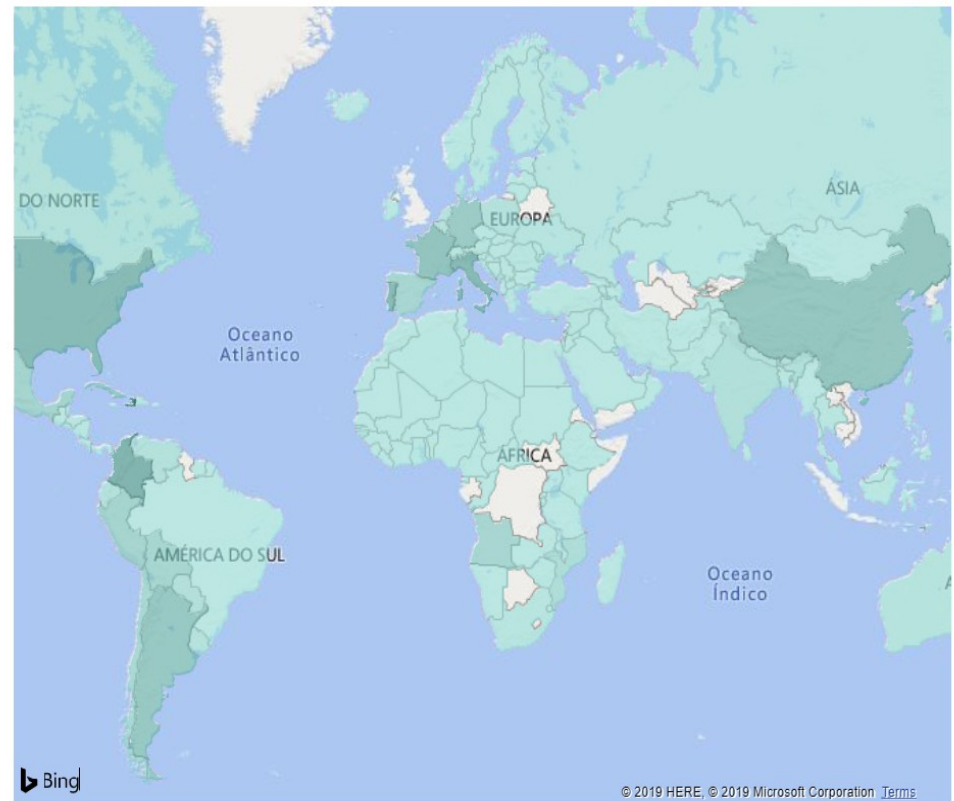 DO NORTE
ÁSIA
EUROPA
Oceano
Atlântico
ÁFRICA
AMÉRICA DO SUL
Oceano
Índico
Bing
© 2019 HERE, © 2019 Microsoft Corporation Terms